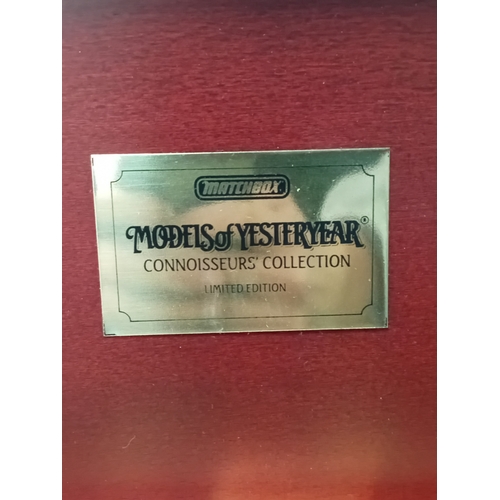 MATCHBOX
MODELS of YESTERYEAR®
CONNOISSEURS' COLLECTION
LIMITED EDITION